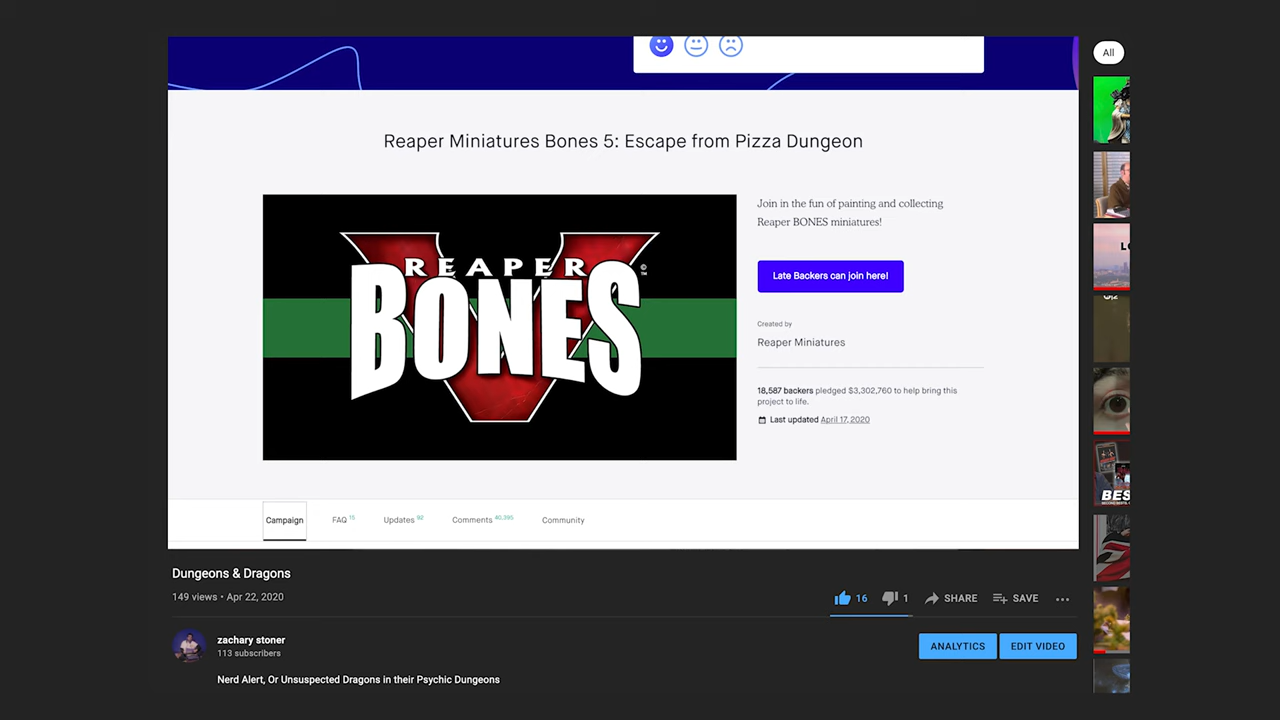 All
Reaper Miniatures Bones 5: Escape from Pizza Dungeon
Join in the fun of painting and collecting
Reaper BONES miniatures!
REAPER
BONES
V
Late Backers can join here!
Created by
Reaper Miniatures
18,587 backers pledged $3,302,760 to help bring this
project to life.
Last updated April 17, 2020
Campaign FAQ 15 Updates 92 Comments 40,395 Community
BES
Dungeons & Dragons
149 views • Apr 22, 2020
16 1 SHARE SAVE
zachary stoner
113 subscribers
ANALYTICS EDIT VIDEO
Nerd Alert, Or Unsuspected Dragons in their Psychic Dungeons